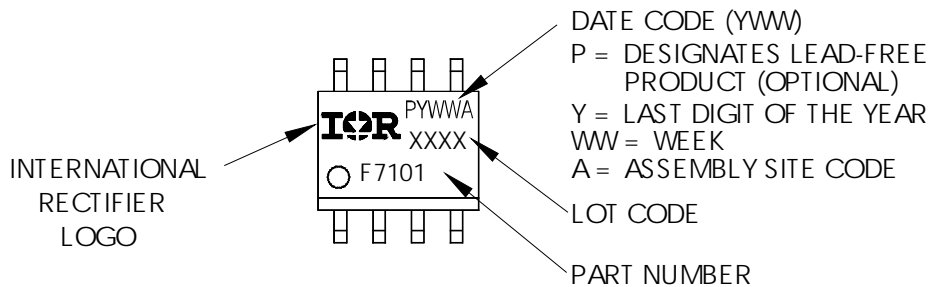 DATE CODE (YWW)
P = DESIGNATES LEAD-FREE
PRODUCT (OPTIONAL)
Y = LAST DIGIT OF THE YEAR
WW = WEEK
A = ASSEMBLY SITE CODE
LOT CODE
PART NUMBER
INTERNATIONAL
RECTIFIER
LOGO
PYWWA
IOR
XXXX
F7101